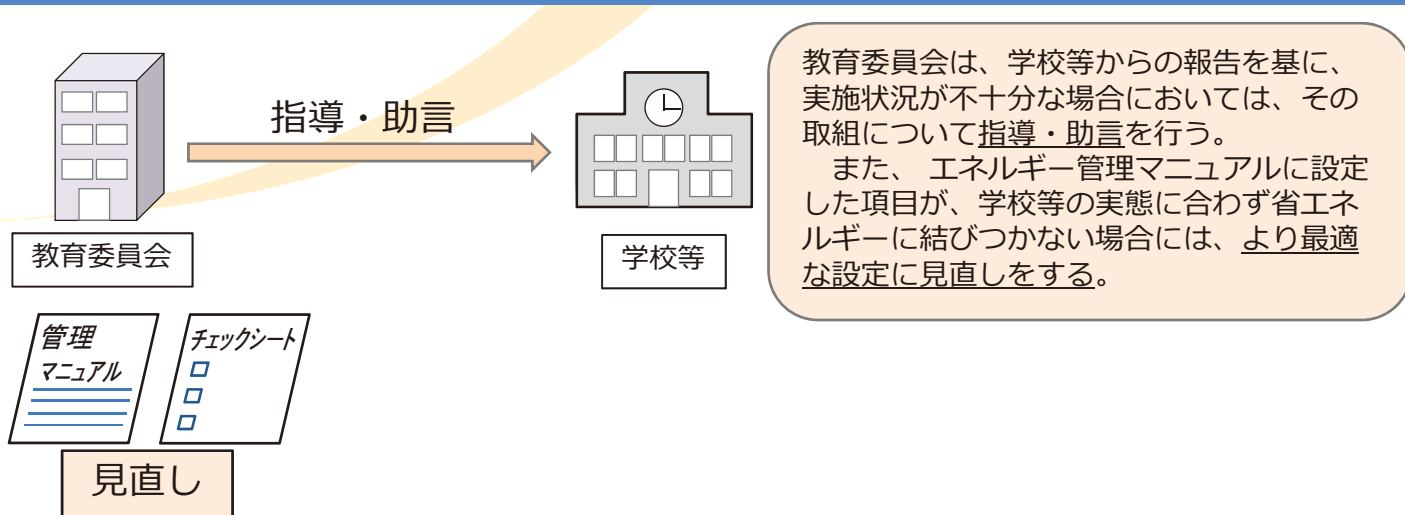 指導・助言
教育委員会
学校等
教育委員会は、学校等からの報告を基に、
実施状況が不十分な場合においては、その
取組について指導・助言を行う。
　また、 エネルギー管理マニュアルに設定
した項目が、学校等の実態に合わず省エネ
ルギーに結びつかない場合には、より最適
な設定に見直しをする。
管理
マニュアル
チェックシート
見直し